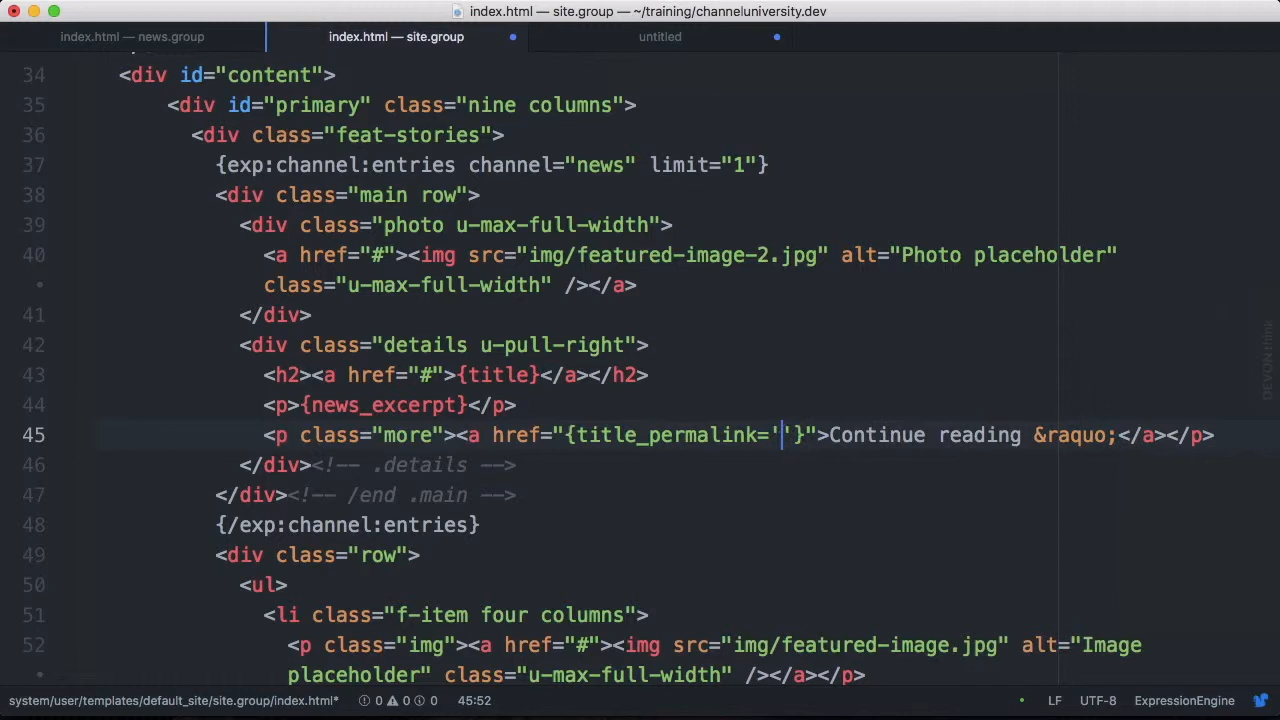 index.html — site.group — ~/training/channeluniversity.dev
index.html — news.group index.html — site.group untitled
34 <div id="content">
35 <div id="primary" class="nine columns">
36 <div class="feat-stories">
37 {exp:channel:entries channel="news" limit="1"}
38 <div class="main row">
39 <div class="photo u-max-full-width">
40 <a href="#"><img src="img/featured-image-2.jpg" alt="Photo placeholder"
• class="u-max-full-width" /></a>
41 </div>
42 <div class="details u-pull-right">
43 <h2><a href="#">{title}</a></h2>
44 <p>{news_excerpt}</p>
45 <p class="more"><a href="{title_permalink=''}">Continue reading &raquo;</a></p>
46 </div><!-- .details -->
47 </div><!-- /end .main -->
48 {/exp:channel:entries}
49 <div class="row">
50 <ul>
51 <li class="f-item four columns">
52 <p class="img"><a href="#"><img src="img/featured-image.jpg" alt="Image
• placeholder" class="u-max-full-width" /></a></p>
DEVONthink
system/user/templates/default_site/site.group/index.html* 0 0 0 45:52 LF UTF-8 ExpressionEngine